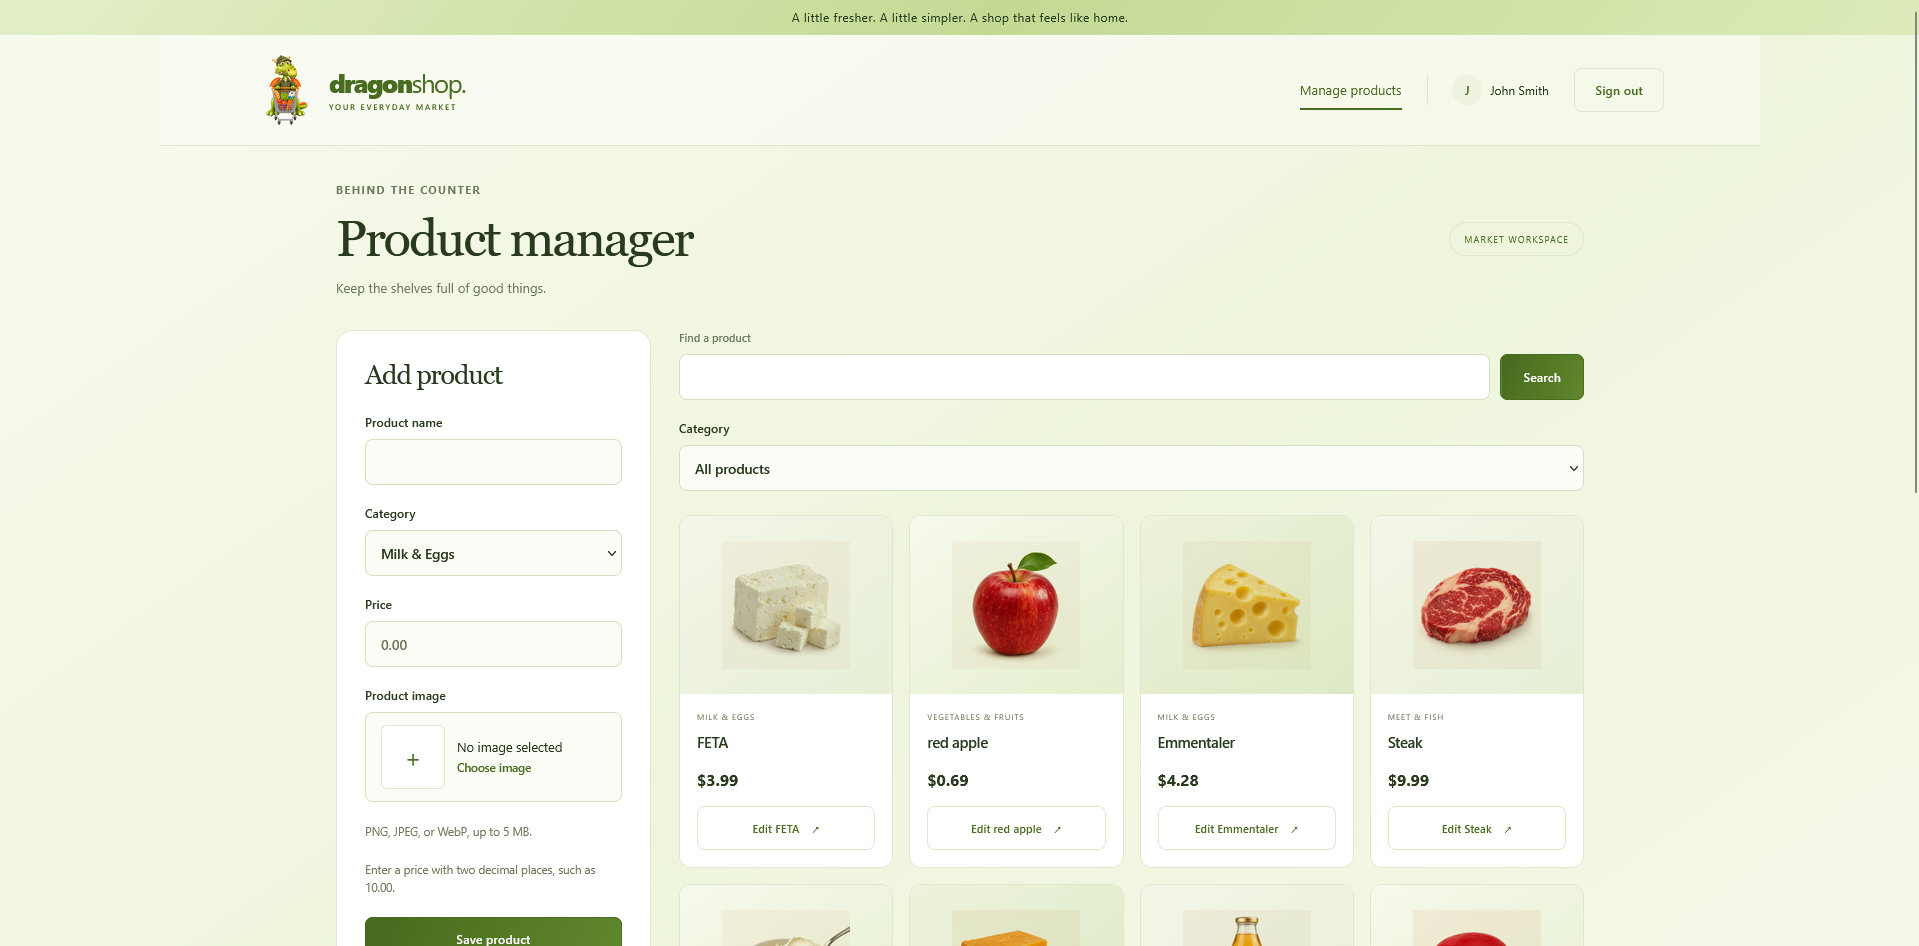 A little fresher. A little simpler. A shop that feels like home.
dragonshop.
YOUR EVERYDAY MARKET
Manage products
J
John Smith
Sign out
BEHIND THE COUNTER
Product manager
MARKET WORKSPACE
Keep the shelves full of good things.
Add product
Product name
Category
Milk & Eggs
Price
0.00
Product image
+
No image selected
Choose image
PNG, JPEG, or WebP, up to 5 MB.
Enter a price with two decimal places, such as
10.00.
Save product
Find a product
Search
Category
All products
MILK & EGGS
FETA
$3.99
Edit FETA ↗
VEGETABLES & FRUITS
red apple
$0.69
Edit red apple ↗
MILK & EGGS
Emmentaler
$4.28
Edit Emmentaler ↗
MEET & FISH
Steak
$9.99
Edit Steak ↗